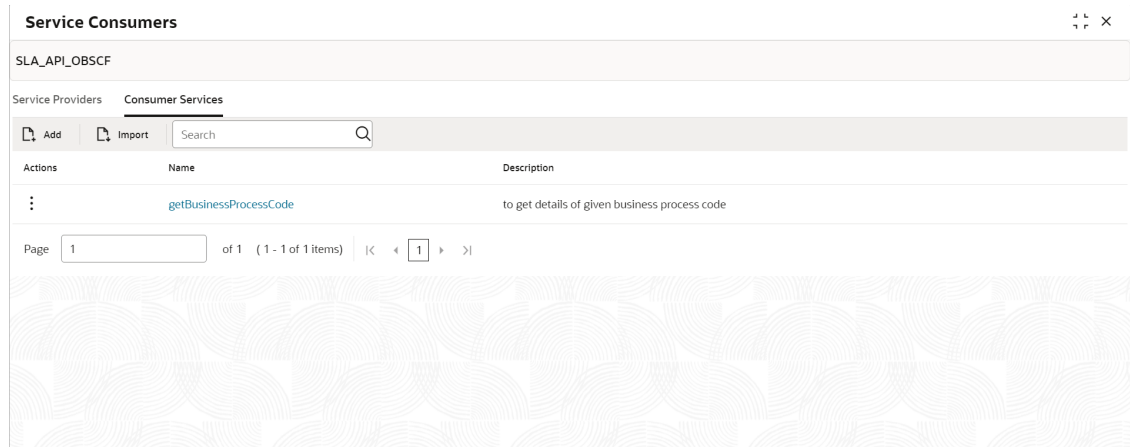 Service Consumers
SLA_API_OBSCF
Service Providers Consumer Services
Add Import Search
Actions Name Description
getBusinessProcessCode to get details of given business process code
Page 1 of 1 ( 1 - 1 of 1 items) 1